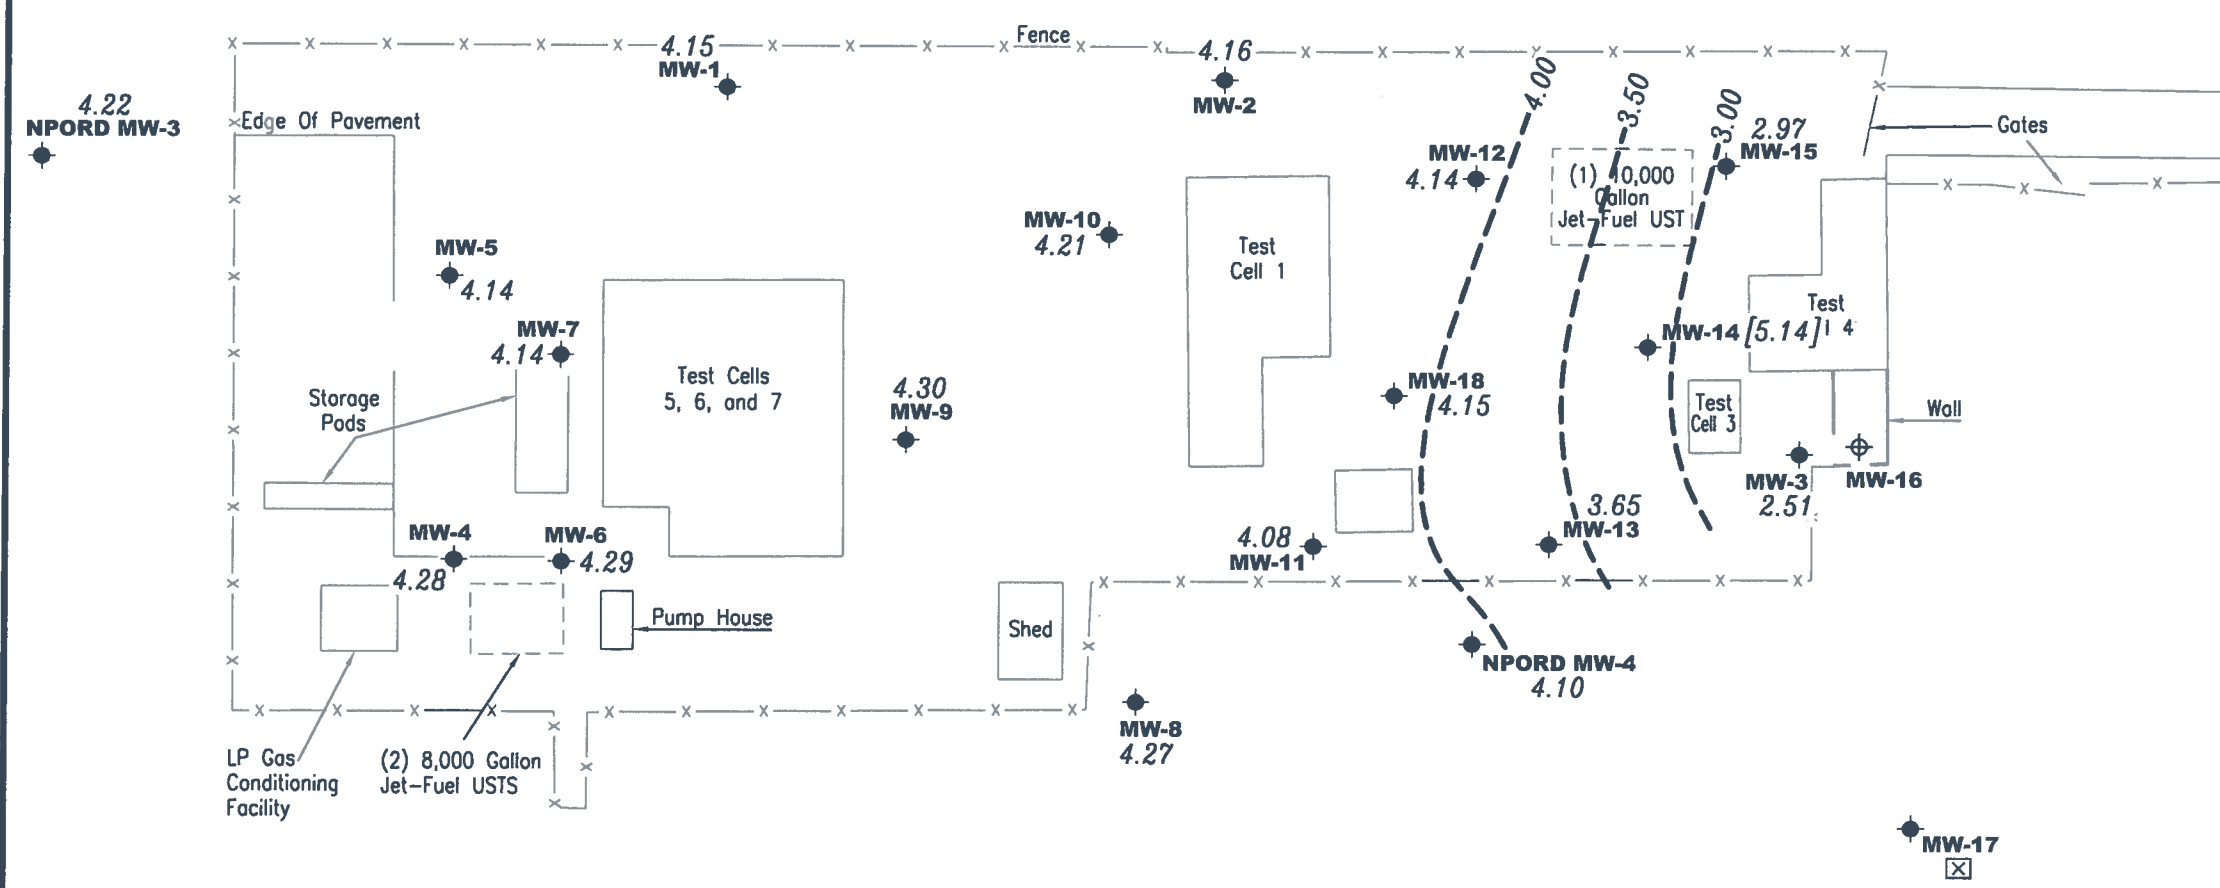 Fence
4.15
MW-1
4.16
MW-2
4.00
3.50
3.00
4.22
NPORD MW-3
Edge Of Pavement
2.97
MW-15
Gates
MW-12
4.14
(1) 10,000
Gallon
Jet-Fuel UST
MW-10
4.21
Test
Cell 1
MW-5
4.14
MW-7
4.14
Test
4
MW-14 [5.14]
Test Cells
5, 6, and 7
4.30
MW-9
MW-18
4.15
Storage
Pods
Test
Cell 3
Wall
MW-3
2.51
MW-16
3.65
MW-13
4.08
MW-11
MW-4
4.28
MW-6
4.29
Pump House
Shed
NPORD MW-4
4.10
MW-8
4.27
LP Gas
Conditioning
Facility
(2) 8,000 Gallon
Jet-Fuel USTS
MW-17
X